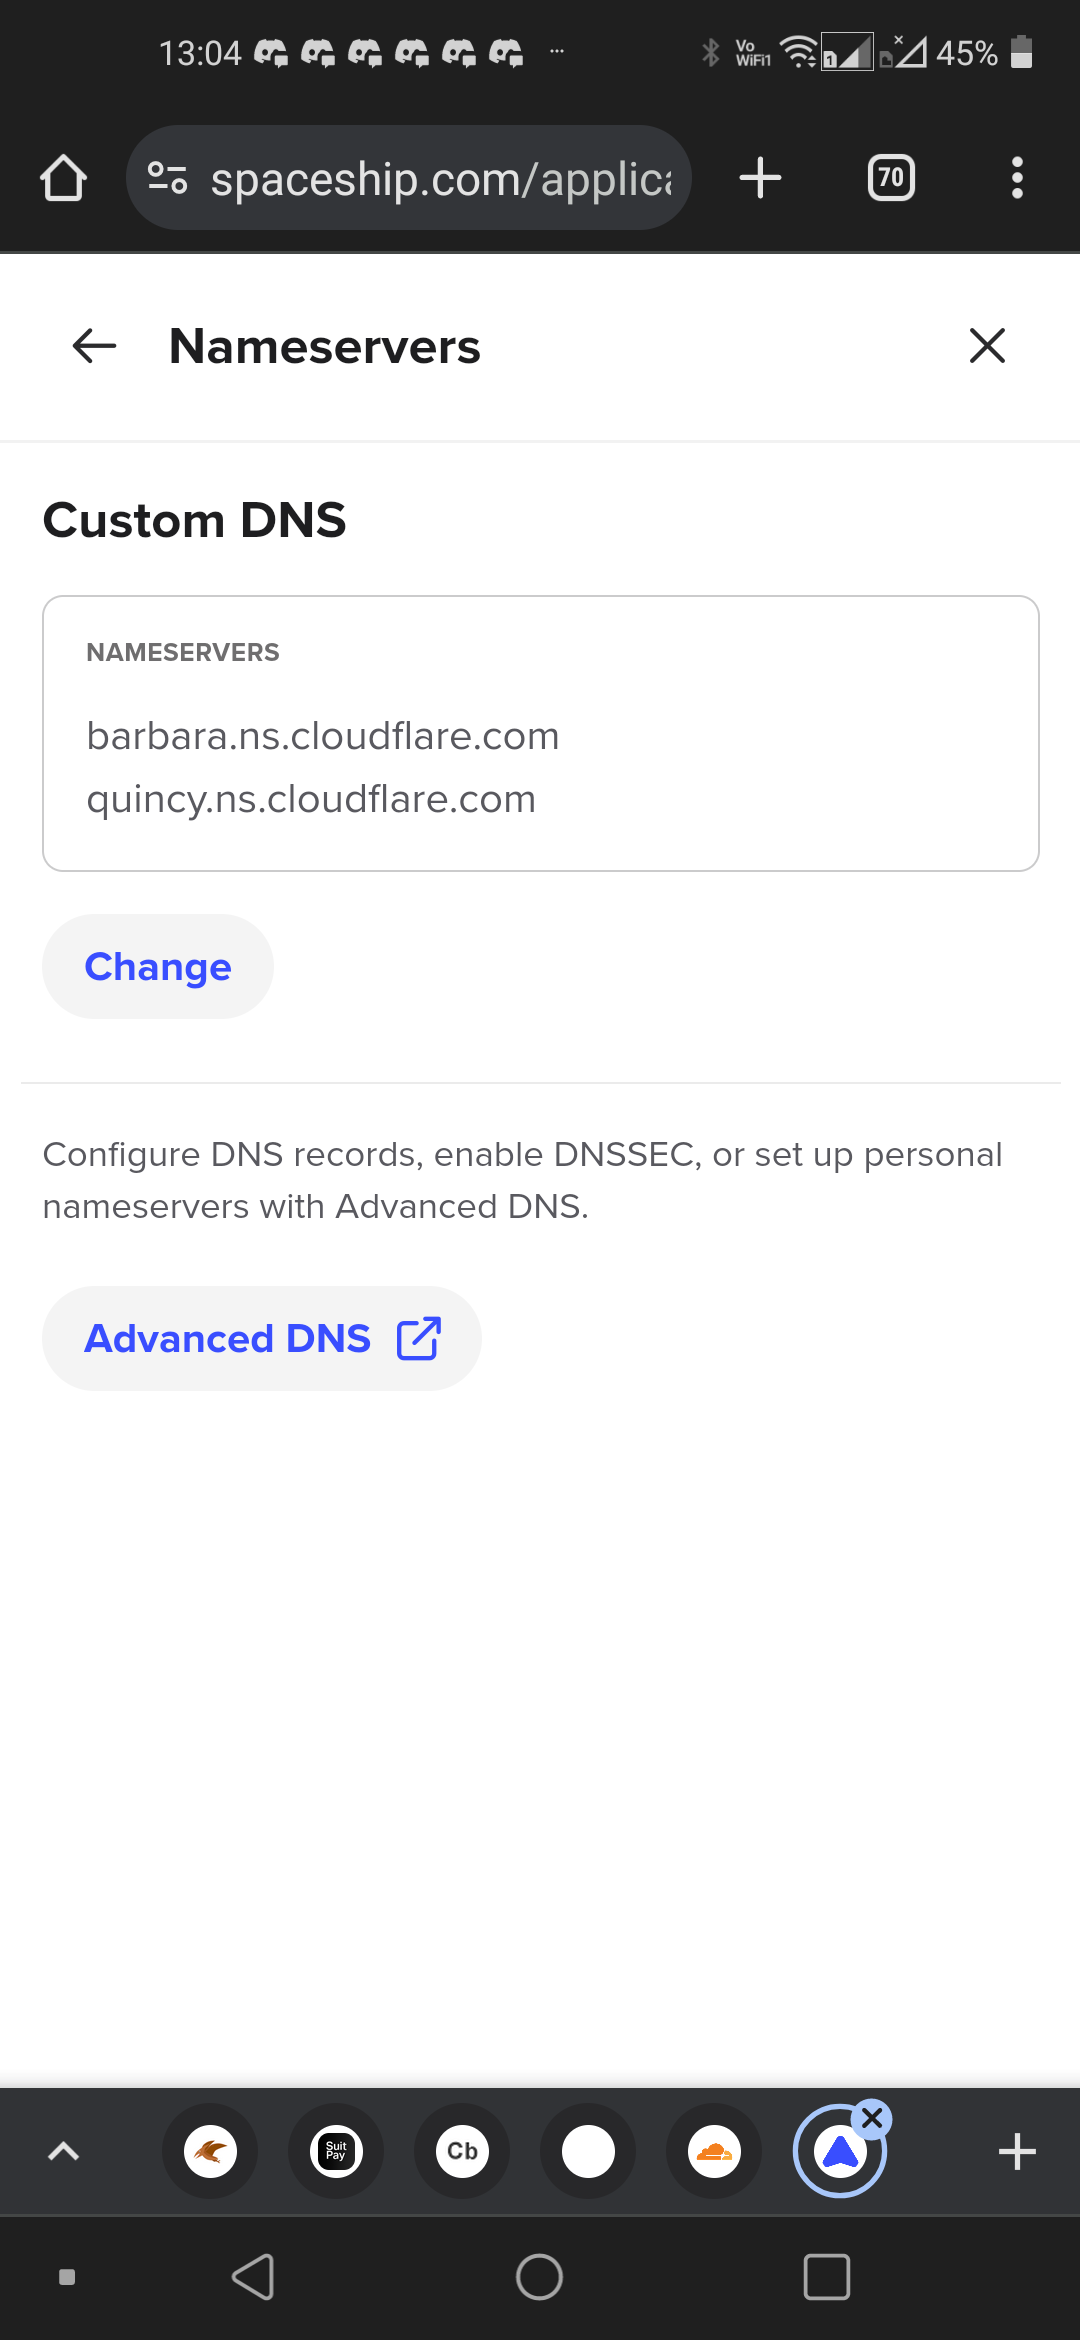 13:04
Vo
WiFi1
1
45%
spaceship.com/applica
70
Nameservers
Custom DNS
NAMESERVERS
barbara.ns.cloudflare.com
quincy.ns.cloudflare.com
Change
Configure DNS records, enable DNSSEC, or set up personal
nameservers with Advanced DNS.
Advanced DNS
Suit
Pay
Cb